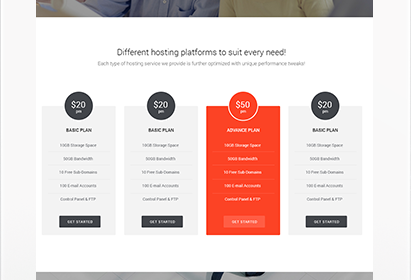 Different hosting platforms to suit every need!
Each type of hosting service we provide is further optimized with unique performance tweaks!
$20
pm
BASIC PLAN
10GB Storage Space
50GB Bandwidth
10 Free Sub-Domains
100 E-mail Accounts
Control Panel & FTP
GET STARTED
$20
pm
BASIC PLAN
10GB Storage Space
50GB Bandwidth
10 Free Sub-Domains
100 E-mail Accounts
Control Panel & FTP
GET STARTED
$50
pm
ADVANCE PLAN
10GB Storage Space
50GB Bandwidth
10 Free Sub-Domains
100 E-mail Accounts
Control Panel & FTP
GET STARTED
$20
pm
BASIC PLAN
10GB Storage Space
50GB Bandwidth
10 Free Sub-Domains
100 E-mail Accounts
Control Panel & FTP
GET STARTED